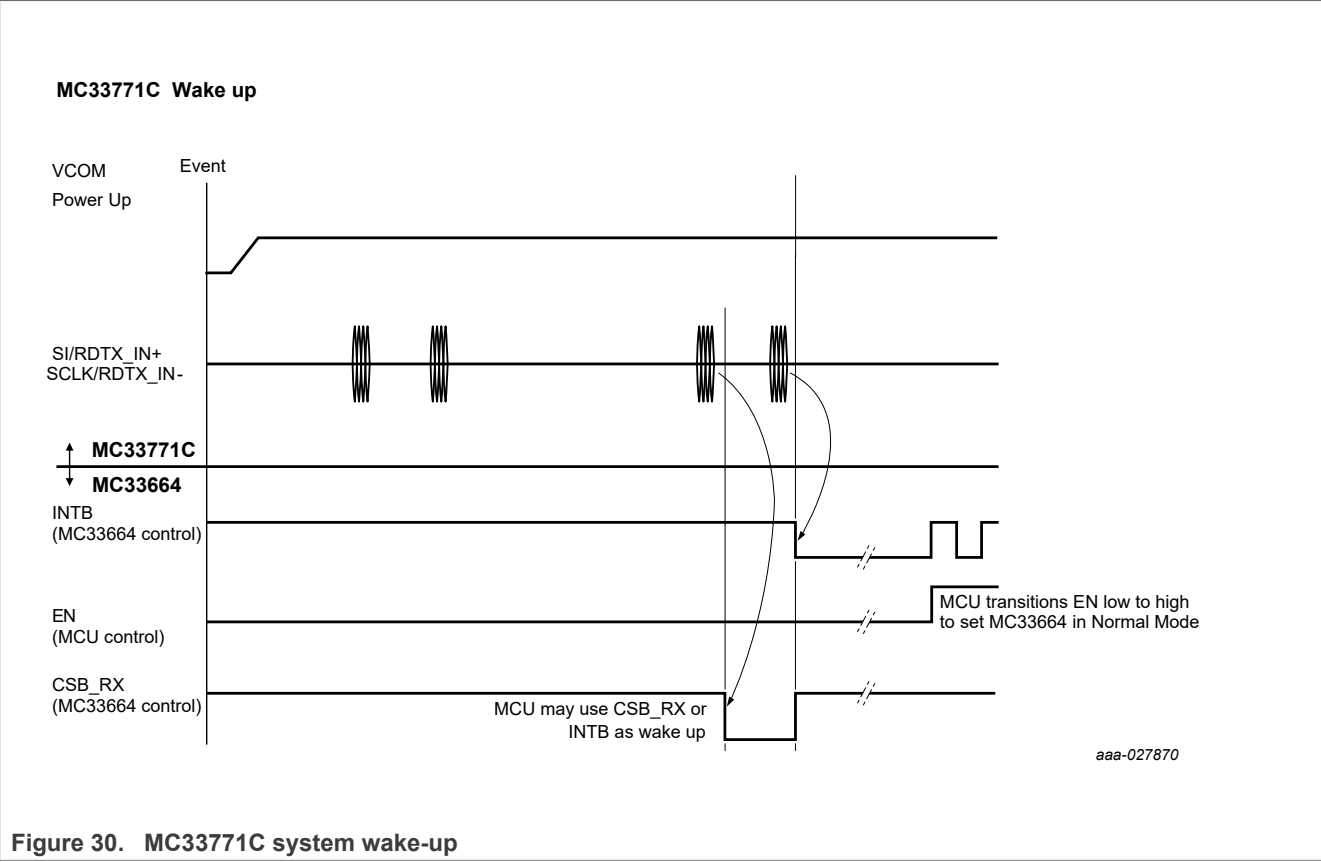 MC33771C Wake up
VCOM
Power Up
Event
SI/RDTX_IN+
SCLK/RDTX_IN-
MC33771C
MC33664
INTB
(MC33664 control)
EN
(MCU control)
MCU transitions EN low to high
to set MC33664 in Normal Mode
CSB_RX
(MC33664 control)
MCU may use CSB_RX or
INTB as wake up
aaa-027870
Figure 30. MC33771C system wake-up